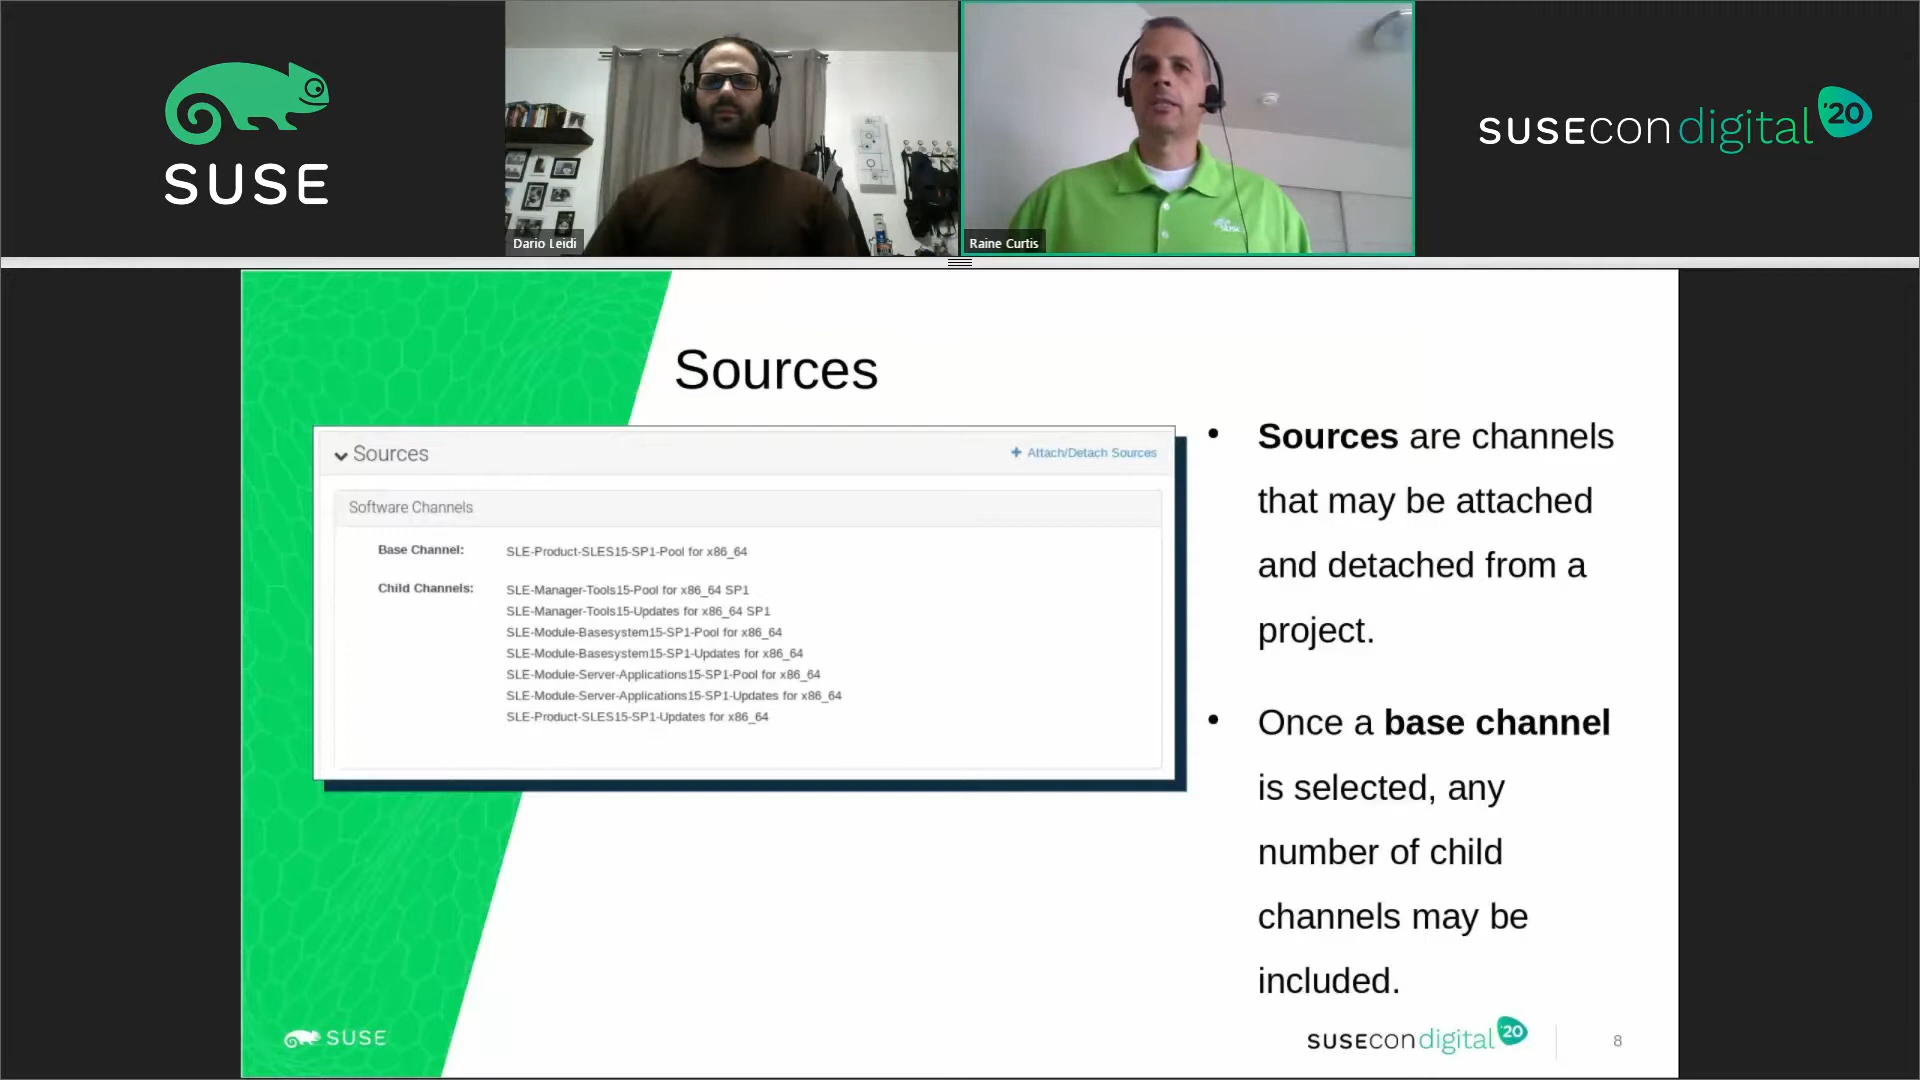 SUSE
Dario Leidi
Raine Curtis
SUSE
susecondigital '20
Sources
Sources
+ Attach/Detach Sources
Software Channels
Base Channel: SLE-Product-SLES15-SP1-Pool for x86_64
Child Channels: SLE-Manager-Tools15-Pool for x86_64 SP1
SLE-Manager-Tools15-Updates for x86_64 SP1
SLE-Module-Basesystem15-SP1-Pool for x86_64
SLE-Module-Basesystem15-SP1-Updates for x86_64
SLE-Module-Server-Applications15-SP1-Pool for x86_64
SLE-Module-Server-Applications15-SP1-Updates for x86_64
SLE-Product-SLES15-SP1-Updates for x86_64
• Sources are channels
that may be attached
and detached from a
project.
• Once a base channel
is selected, any
number of child
channels may be
included.
SUSE
susecondigital '20
8